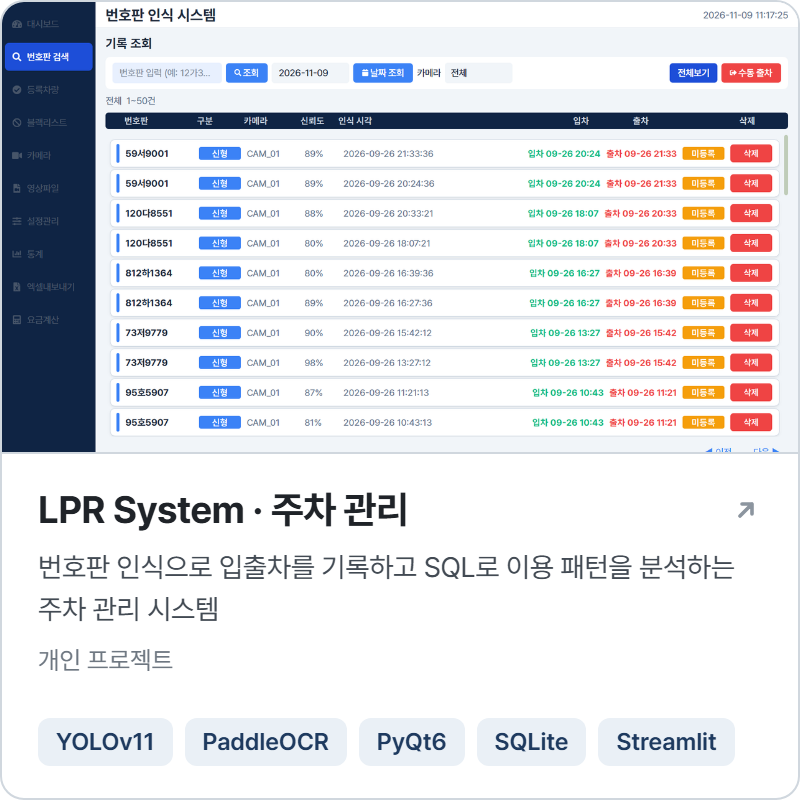 대시보드
번호판 검색
등록차량
블랙리스트
카메라
영상파일
설정관리
통계
엑셀내보내기
요금계산
번호판 인식 시스템
2026-11-09 11:17:25
기록 조회
번호판 입력 (예: 12가3... 조회 2026-11-09 날짜 조회 카메라 전체 전체보기 수동 출차
전체 1–50건
번호판 구분 카메라 신뢰도 인식 시각 입차 출차 삭제
59서9001 신형 CAM_01 89% 2026-09-26 21:33:36 입차 09-26 20:24 출차 09-26 21:33 미등록 삭제
59서9001 신형 CAM_01 89% 2026-09-26 20:24:36 입차 09-26 20:24 출차 09-26 21:33 미등록 삭제
120다8551 신형 CAM_01 88% 2026-09-26 20:33:21 입차 09-26 18:07 출차 09-26 20:33 미등록 삭제
120다8551 신형 CAM_01 80% 2026-09-26 18:07:21 입차 09-26 18:07 출차 09-26 20:33 미등록 삭제
812하1364 신형 CAM_01 80% 2026-09-26 16:39:36 입차 09-26 16:27 출차 09-26 16:39 미등록 삭제
812하1364 신형 CAM_01 89% 2026-09-26 16:27:36 입차 09-26 16:27 출차 09-26 16:39 미등록 삭제
73저9779 신형 CAM_01 90% 2026-09-26 15:42:12 입차 09-26 13:27 출차 09-26 15:42 미등록 삭제
73저9779 신형 CAM_01 98% 2026-09-26 13:27:12 입차 09-26 13:27 출차 09-26 15:42 미등록 삭제
95호5907 신형 CAM_01 87% 2026-09-26 11:21:13 입차 09-26 10:43 출차 09-26 11:21 미등록 삭제
95호5907 신형 CAM_01 81% 2026-09-26 10:43:13 입차 09-26 10:43 출차 09-26 11:21 미등록 삭제
LPR System · 주차 관리
번호판 인식으로 입출차를 기록하고 SQL로 이용 패턴을 분석하는
주차 관리 시스템
개인 프로젝트
YOLOv11 PaddleOCR PyQt6 SQLite Streamlit